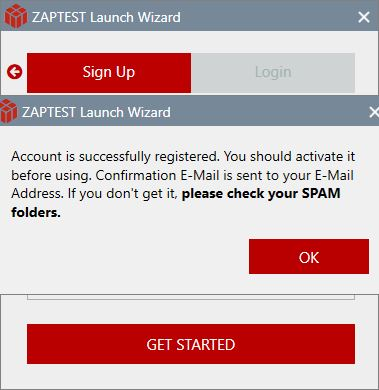 ZAPTEST Launch Wizard
Sign Up
Login
ZAPTEST Launch Wizard
Account is successfully registered. You should activate it
before using. Confirmation E-Mail is sent to your E-Mail
Address. If you don't get it, please check your SPAM
folders.
OK
GET STARTED